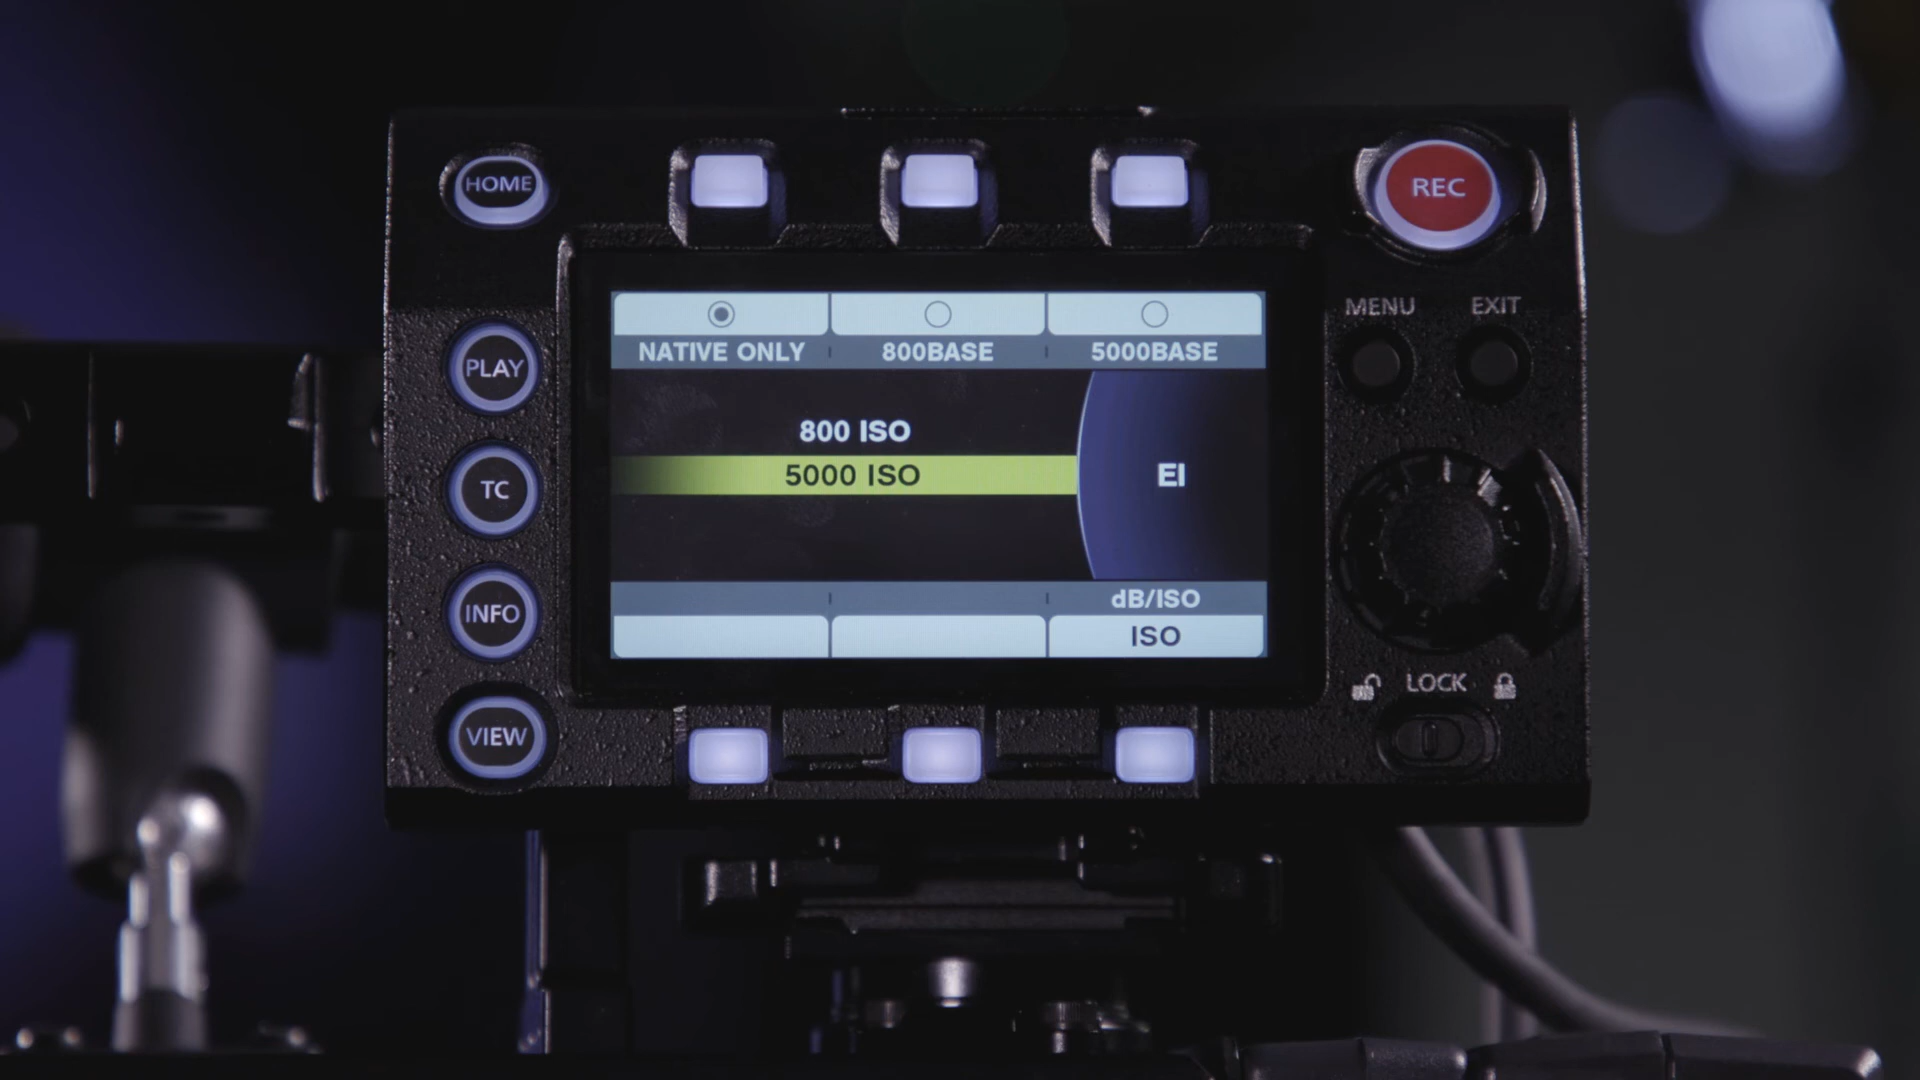 HOME
REC
MENU
EXIT
NATIVE ONLY
800BASE
5000BASE
PLAY
800 ISO
5000 ISO
EI
TC
INFO
dB/ISO
ISO
LOCK
VIEW